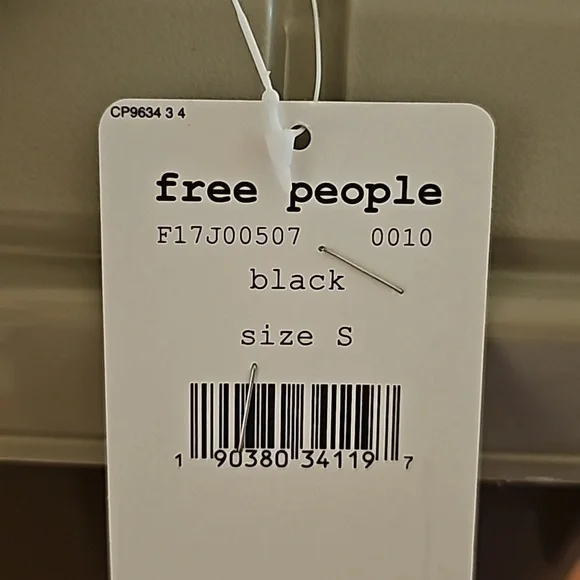 CP9634 3 4
free people
F17J00507 0010
black
size S
1 90380 34119 7